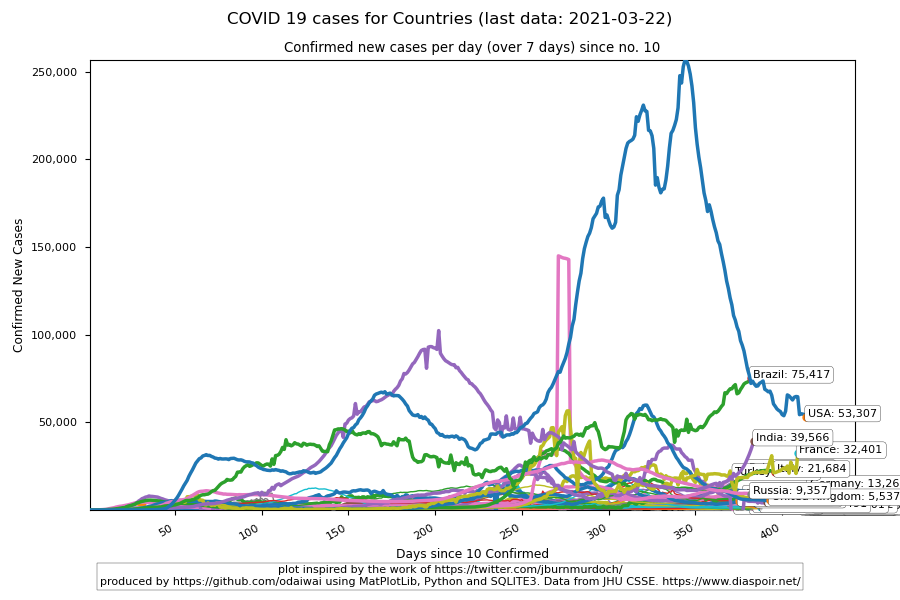 COVID 19 cases for Countries (last data: 2021-03-22)
Confirmed new cases per day (over 7 days) since no. 10
250,000
200,000
150,000
100,000
50,000
Confirmed New Cases
Brazil: 75,417
USA: 53,307
India: 39,566
France: 32,401
21,684
13,26
Russia: 9,357
5,537
50
100
150
200
250
300
350
400
Days since 10 Confirmed
plot inspired by the work of https://twitter.com/jburnmurdoch/
produced by https://github.com/odaiwai using MatPlotLib, Python and SQLITE3. Data from JHU CSSE. https://www.diaspoir.net/